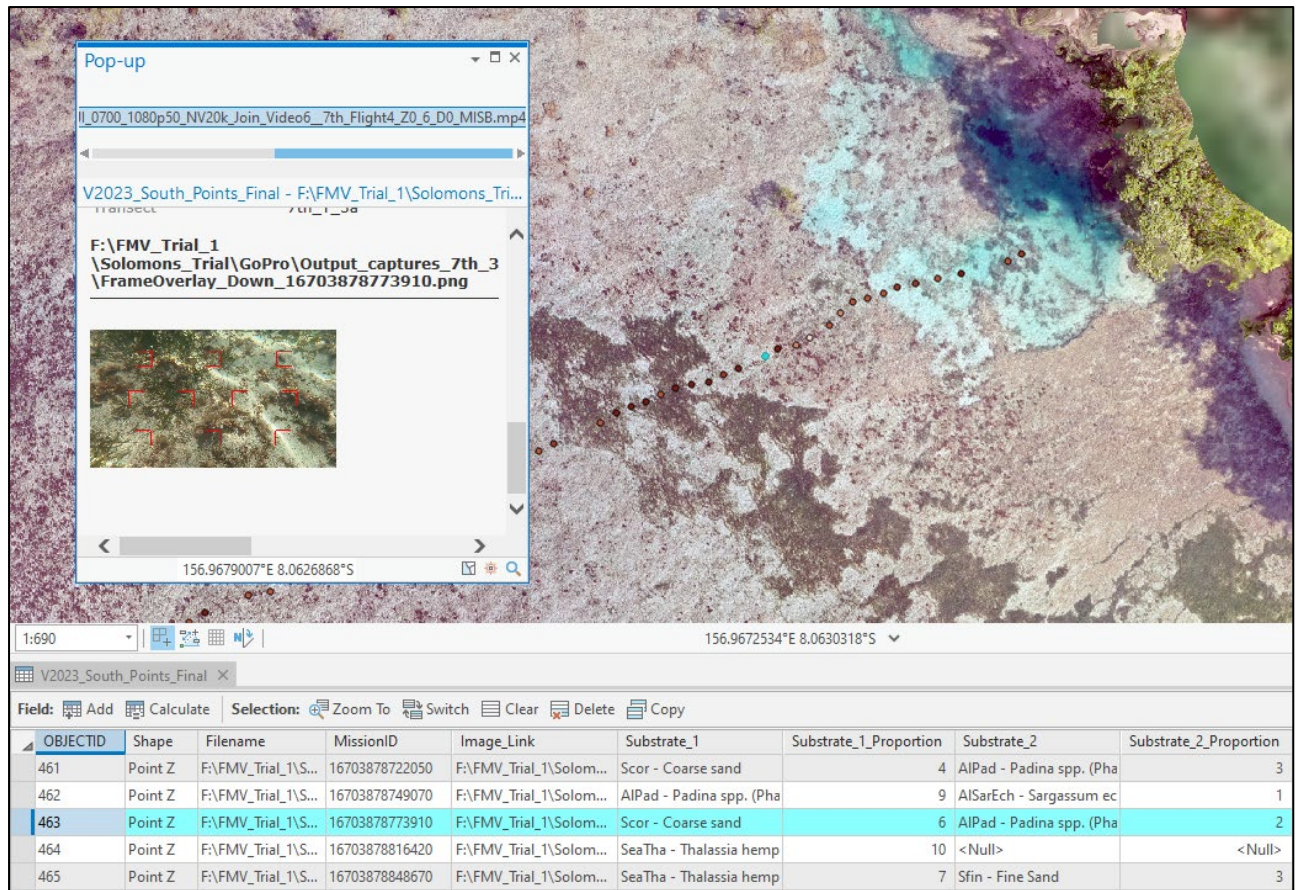 Pop-up
ll_0700_1080p50_NV20k_Join_Video6__7th_Flight4_Z0_6_D0_MISB.mp4
V2023_South_Points_Final - F:\FMV_Trial_1\Solomons_Tri...
Transect 7th_1_3a
F:\FMV_Trial_1
\Solomons_Trial\GoPro\Output_captures_7th_3
\FrameOverlay_Down_16703878773910.png
156.9679007°E 8.0626868°S
1:690 156.9672534°E 8.0630318°S
V2023_South_Points_Final
Field: Add Calculate Selection: Zoom To Switch Clear Delete Copy
OBJECTID Shape Filename MissionID Image_Link Substrate_1 Substrate_1_Proportion Substrate_2 Substrate_2_Proportion
461 Point Z F:\FMV_Trial_1\S... 16703878722050 F:\FMV_Trial_1\Solom... Scor - Coarse sand 4 AlPad - Padina spp. (Pha 3
462 Point Z F:\FMV_Trial_1\S... 16703878749070 F:\FMV_Trial_1\Solom... AlPad - Padina spp. (Pha 9 AlSarEch - Sargassum ec 1
463 Point Z F:\FMV_Trial_1\S... 16703878773910 F:\FMV_Trial_1\Solom... Scor - Coarse sand 6 AlPad - Padina spp. (Pha 2
464 Point Z F:\FMV_Trial_1\S... 16703878816420 F:\FMV_Trial_1\Solom... SeaTha - Thalassia hemp 10 <Null> <Null>
465 Point Z F:\FMV_Trial_1\S... 16703878848670 F:\FMV_Trial_1\Solom... SeaTha - Thalassia hemp 7 Sfin - Fine Sand 3